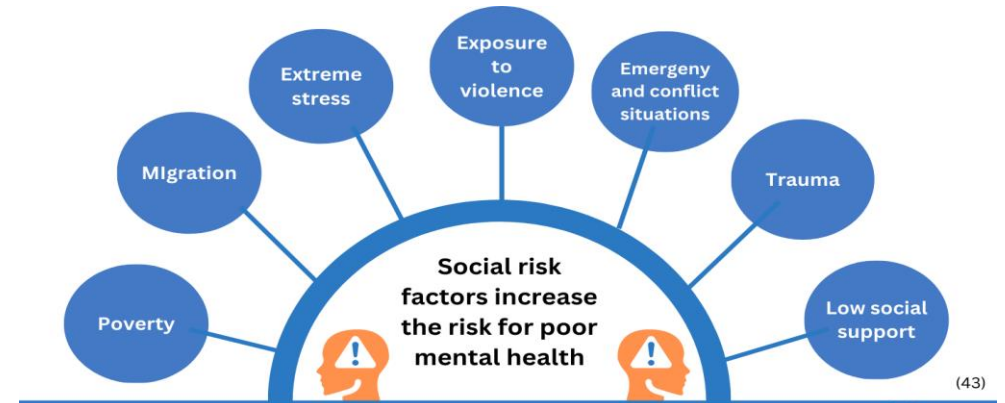 Poverty
MIgration
Extreme
stress
Exposure
to
violence
Emergeny
and conflict
situations
Trauma
Low social
support
Social risk
factors increase
the risk for poor
mental health
(43)